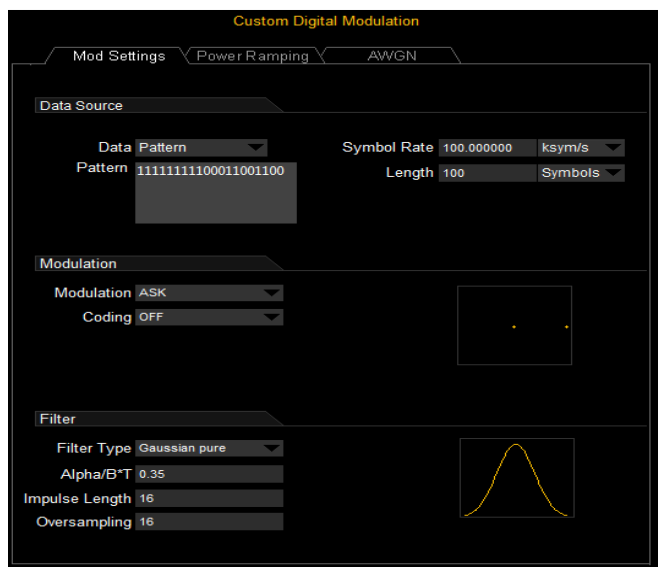 Custom Digital Modulation
Mod Settings Power Ramping AWGN
Data Source
Data Pattern Symbol Rate 100.000000 ksym/s
Pattern 11111111100011001100 Length 100 Symbols
Modulation
Modulation ASK
Coding OFF
Filter
Filter Type Gaussian pure
Alpha/B*T 0.35
Impulse Length 16
Oversampling 16